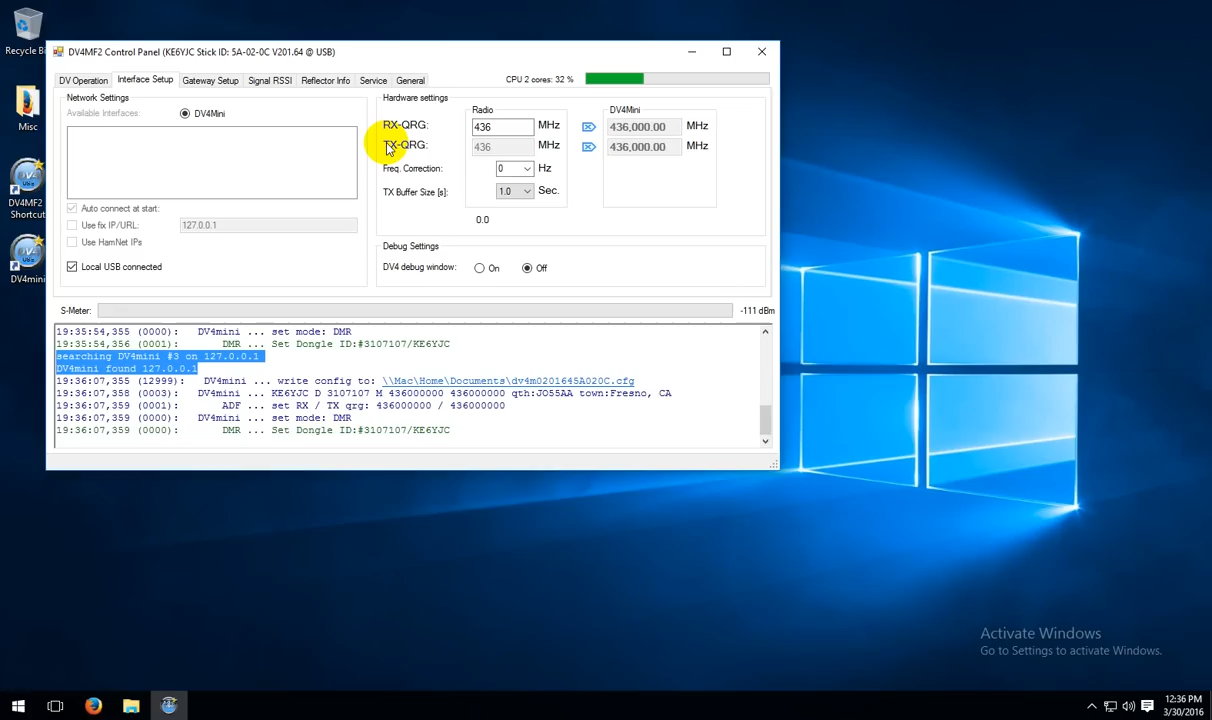 Recycle Bi
Misc
DV4MF2
Shortcut
DV4mini
DV4MF2 Control Panel (KE6YJC Stick ID: 5A-02-0C V201.64 @ USB)
DV Operation
Interface Setup
Gateway Setup
Signal RSSI
Reflector Info
Service
General
CPU 2 cores: 32 %
Network Settings
Available Interfaces:
DV4Mini
Auto connect at start:
Use fix IP/URL:
127.0.0.1
Use HamNet IPs
Local USB connected
Hardware settings
Radio
DV4Mini
RX-QRG:
436
MHz
436,000.00
MHz
TX-QRG:
436
MHz
436,000.00
MHz
Freq. Correction:
0
Hz
TX Buffer Size [s]:
1.0
Sec.
0.0
Debug Settings
DV4 debug window:
On
Off
S-Meter:
-111 dBm
19:35:54,355 (0000): DV4mini ... set mode: DMR
19:35:54,356 (0001): DMR ... Set Dongle ID:#3107107/KE6YJC
searching DV4mini #3 on 127.0.0.1
DV4mini found 127.0.0.1
19:36:07,355 (12999): DV4mini ... write config to: \\Mac\Home\Documents\dv4m0201645A020C.cfg
19:36:07,358 (0003): DV4mini ... KE6YJC D 3107107 M 436000000 436000000 qth:JO55AA town:Fresno, CA
19:36:07,359 (0001): ADF ... set RX / TX qrg: 436000000 / 436000000
19:36:07,359 (0000): DV4mini ... set mode: DMR
19:36:07,359 (0000): DMR ... Set Dongle ID:#3107107/KE6YJC
Activate Windows
Go to Settings to activate Windows.
12:36 PM
3/30/2016